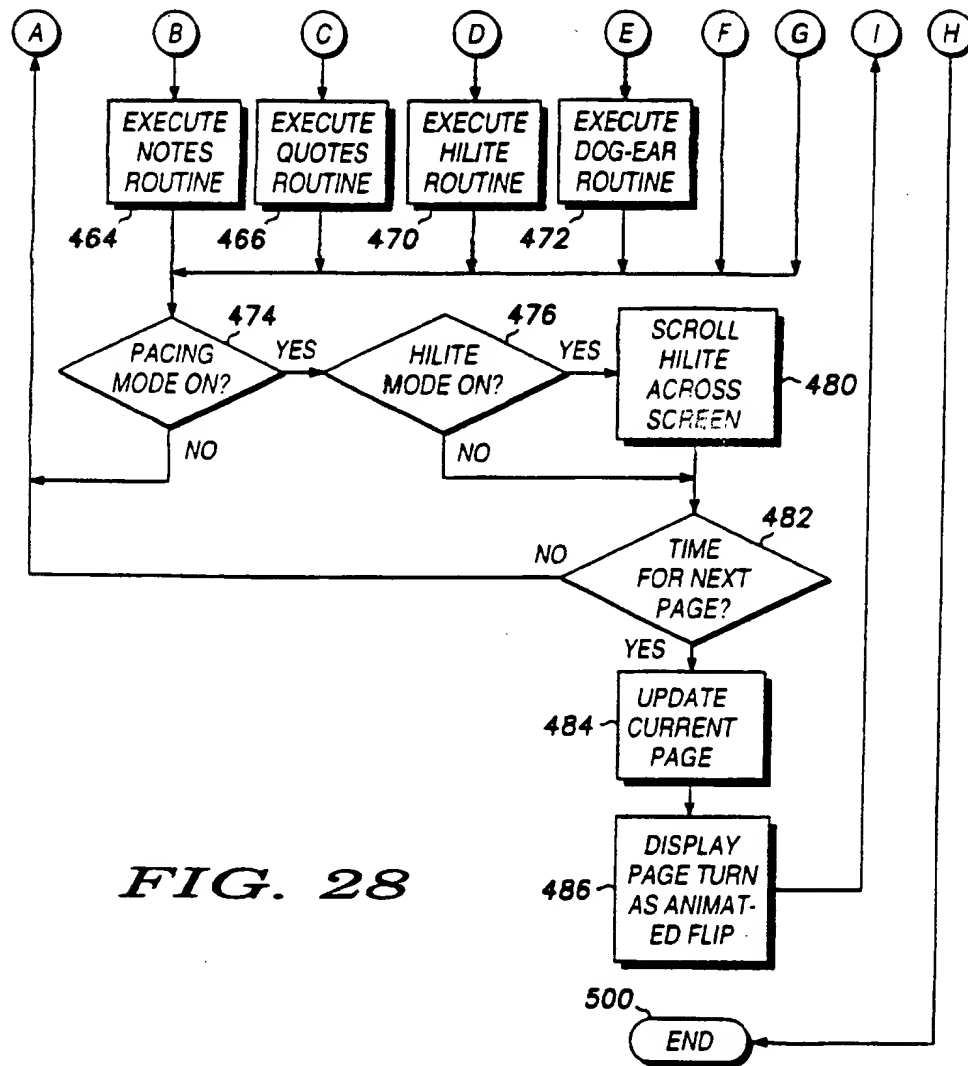 A B C D E F G I H
EXECUTE
NOTES
ROUTINE
464
EXECUTE
QUOTES
ROUTINE
466
EXECUTE
HILITE
ROUTINE
470
EXECUTE
DOG-EAR
ROUTINE
472
PACING
MODE ON?
474
YES
NO
HILITE
MODE ON?
476
YES
NO
SCROLL
HILITE
ACROSS
SCREEN
480
TIME
FOR NEXT
PAGE?
482
NO
YES
UPDATE
CURRENT
PAGE
484
DISPLAY
PAGE TURN
AS ANIMAT-
ED FLIP
486
FIG. 28
500
END